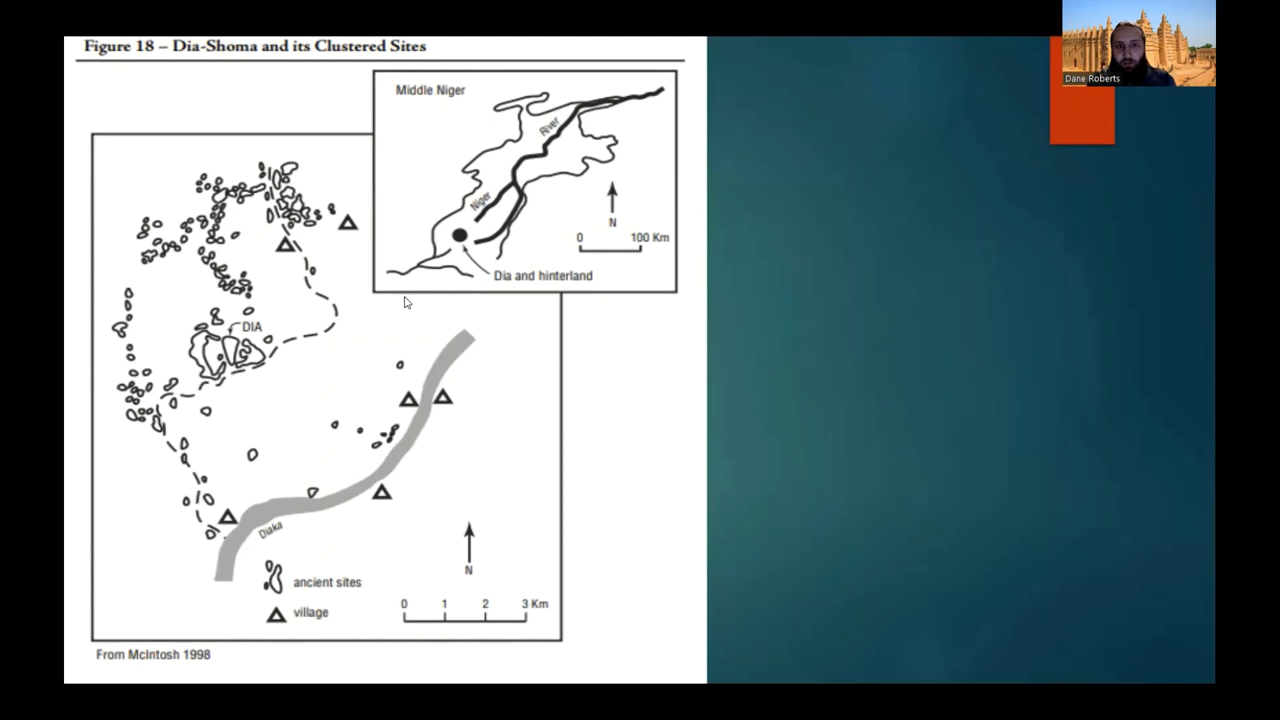 Figure 18 – Dia-Shoma and its Clustered Sites
Dane Roberts
Middle Niger
River
Niger
N
0 100 Km
Dia and hinterland
DIA
Diaka
N
ancient sites
village
0 1 2 3 Km
From McIntosh 1998